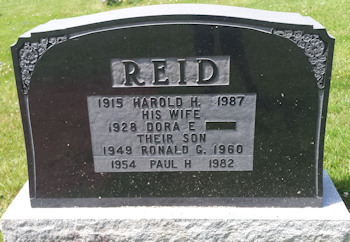 REID
1915 HAROLD H. 1987
HIS WIFE
1928 DORA E
THEIR SON
1949 RONALD G. 1960
1954 PAUL H 1982